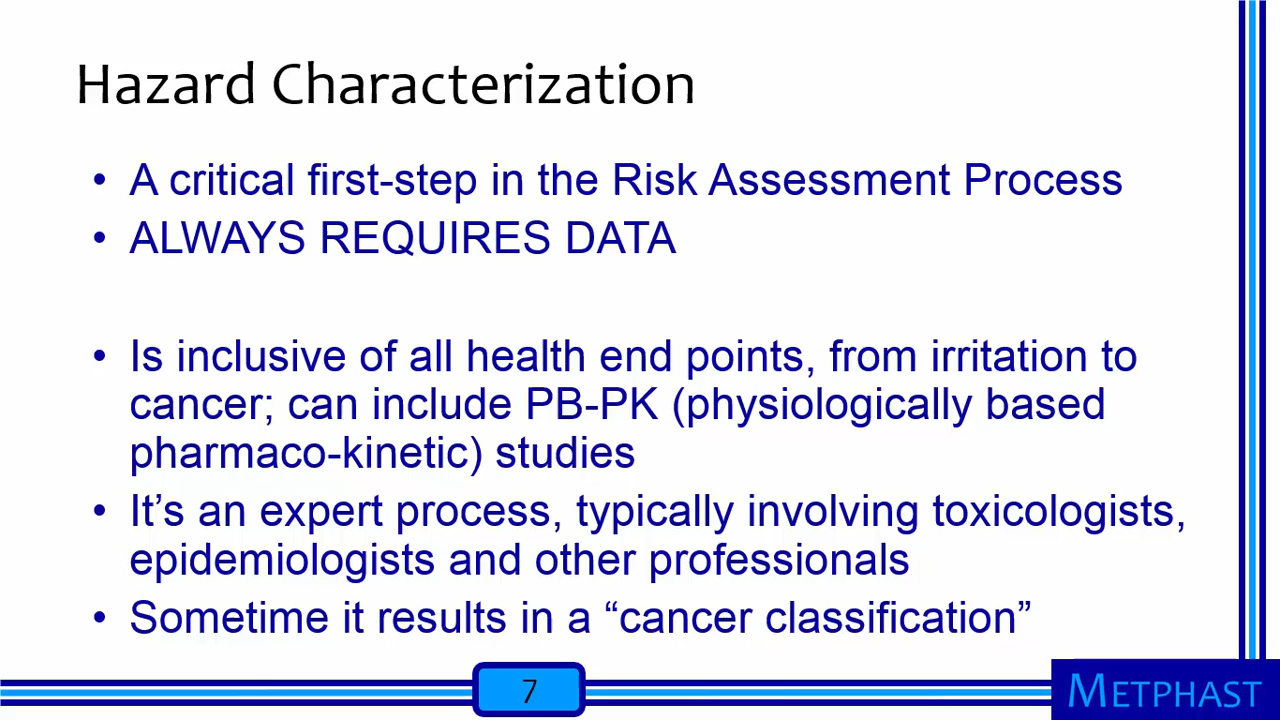 Hazard Characterization
• A critical first-step in the Risk Assessment Process
• ALWAYS REQUIRES DATA
• Is inclusive of all health end points, from irritation to
cancer; can include PB-PK (physiologically based
pharmaco-kinetic) studies
• It’s an expert process, typically involving toxicologists,
epidemiologists and other professionals
• Sometime it results in a “cancer classification”
7
METPHAST